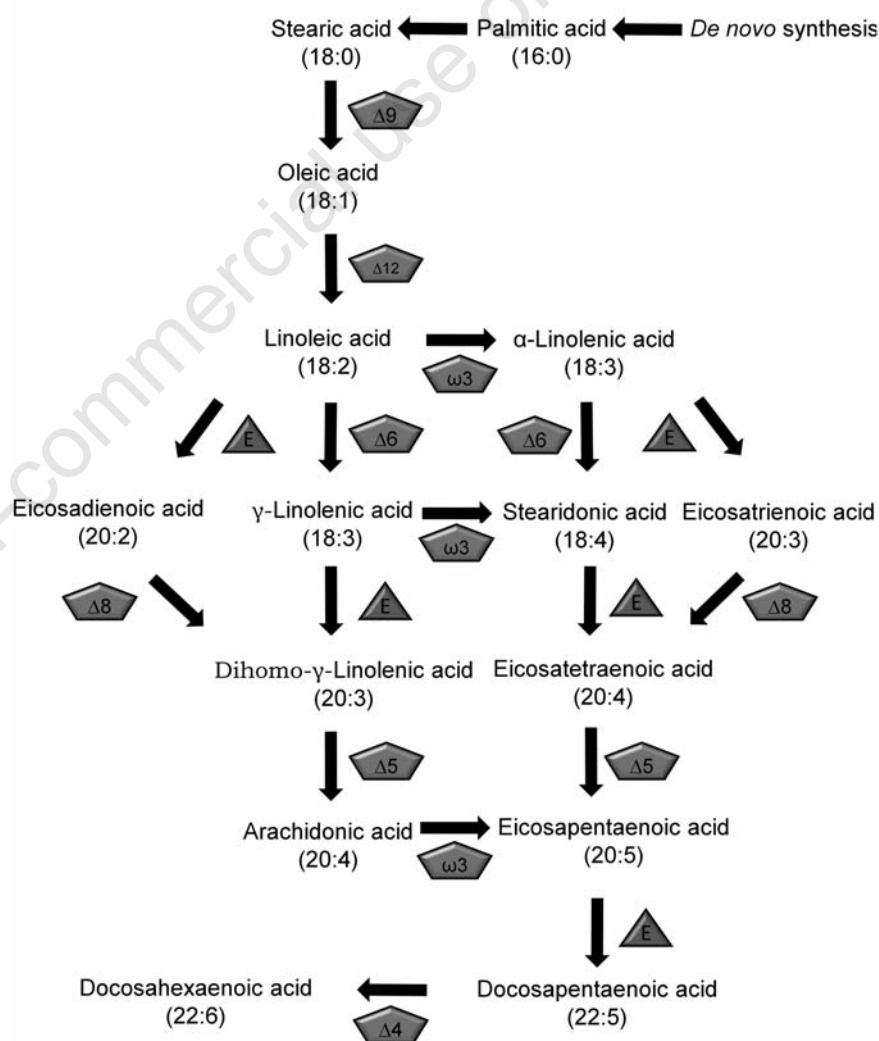 Stearic acid Palmitic acid De novo synthesis
(18:0) (16:0)
Δ9
Oleic acid
(18:1)
Δ12
Linoleic acid α-Linolenic acid
(18:2) ω3 (18:3)
E Δ6 Δ6 E
Eicosadienoic acid γ-Linolenic acid Stearidonic acid Eicosatrienoic acid
(20:2) (18:3) ω3 (18:4) (20:3)
Δ8 E E Δ8
Dihomo-γ-Linolenic acid Eicosatetraenoic acid
(20:3) (20:4)
Δ5 Δ5
Arachidonic acid Eicosapentaenoic acid
(20:4) ω3 (20:5)
E
Docosahexaenoic acid Docosapentaenoic acid
(22:6) Δ4 (22:5)
-commercial use